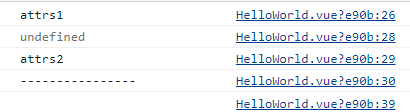 attrs1 HelloWorld.vue?e90b:26
undefined HelloWorld.vue?e90b:28
attrs2 HelloWorld.vue?e90b:29
---------------- HelloWorld.vue?e90b:30
HelloWorld.vue?e90b:39